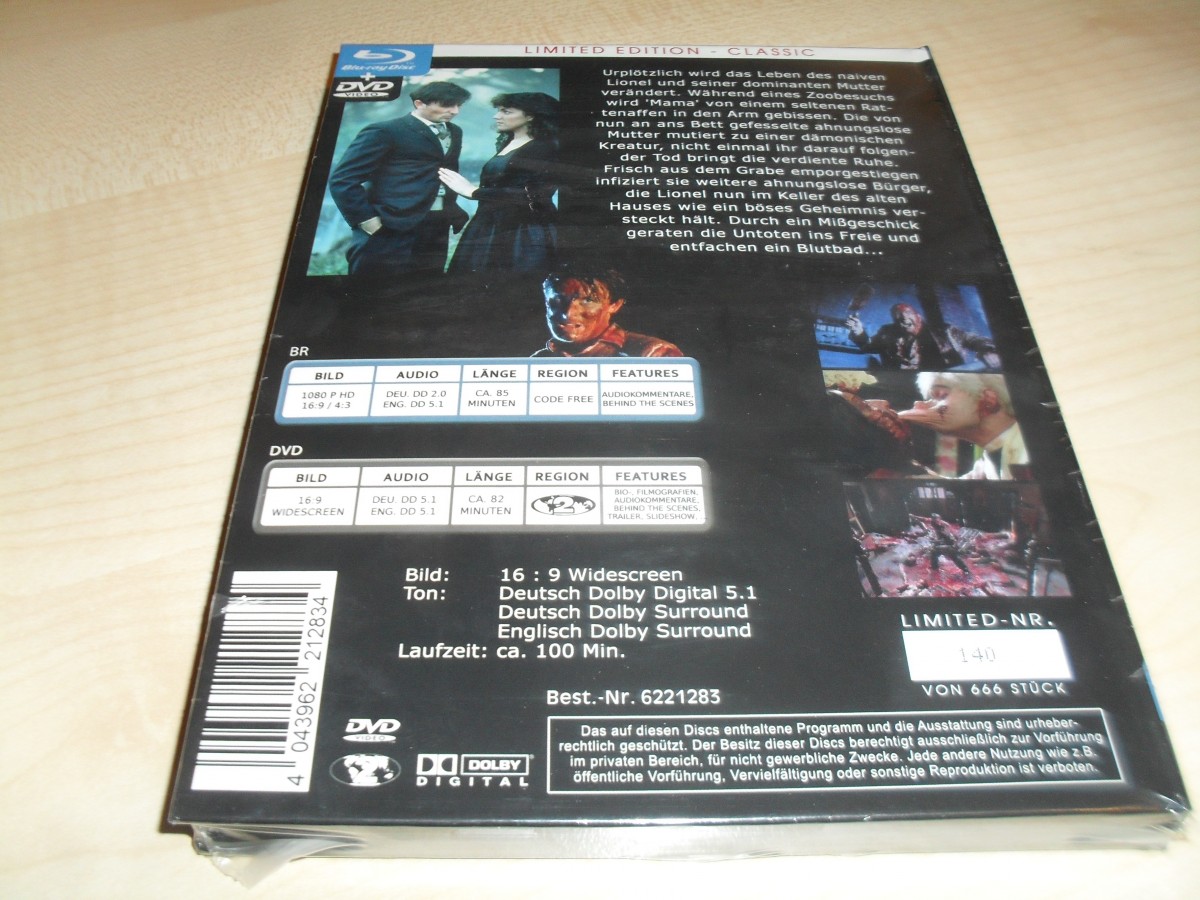 LIMITED EDITION - CLASSIC
Blu-ray Disc
+
DVD
VIDEO
Urplötzlich wird das Leben des naiven
Lionel und seiner dominanten Mutter
verändert. Während eines Zoobesuchs
wird 'Mama' von einem seltenen Rat-
tenaffen in den Arm gebissen. Die von
nun an ans Bett gefesselte ahnungslose
Mutter mutiert zu einer dämonischen
Kreatur, nicht einmal ihr darauf folgen-
der Tod bringt die verdiente Ruhe.
Frisch aus dem Grabe emporgestiegen
infiziert sie weitere ahnungslose Bürger,
die Lionel nun im Keller des alten
Hauses wie ein böses Geheimnis ver-
steckt hält. Durch ein Mißgeschick
geraten die Untoten ins Freie und
entfachen ein Blutbad...
BR
BILD AUDIO LÄNGE REGION FEATURES
1080 P HD DEU. DD 2.0 CA. 85 CODE FREE AUDIOKOMMENTARE,
16:9 / 4:3 ENG. DD 5.1 MINUTEN BEHIND THE SCENES
DVD
BILD AUDIO LÄNGE REGION FEATURES
16:9 DEU. DD 5.1 CA. 82 2 BIO-, FILMOGRAFIEN,
WIDESCREEN ENG. DD 5.1 MINUTEN AUDIOKOMMENTARE,
BEHIND THE SCENES,
TRAILER, SLIDESHOW,
Bild: 16 : 9 Widescreen
Ton: Deutsch Dolby Digital 5.1
Deutsch Dolby Surround
Englisch Dolby Surround
Laufzeit: ca. 100 Min.
LIMITED-NR.
140
VON 666 STÜCK
Best.-Nr. 6221283
4 043962 212834
DVD
VIDEO
DOLBY
DIGITAL
Das auf diesen Discs enthaltene Programm und die Ausstattung sind urheber-
rechtlich geschützt. Der Besitz dieser Discs berechtigt ausschließlich zur Vorführung
im privaten Bereich, für nicht gewerbliche Zwecke. Jede andere Nutzung wie z.B.
öffentliche Vorführung, Vervielfältigung oder sonstige Reproduktion ist verboten.